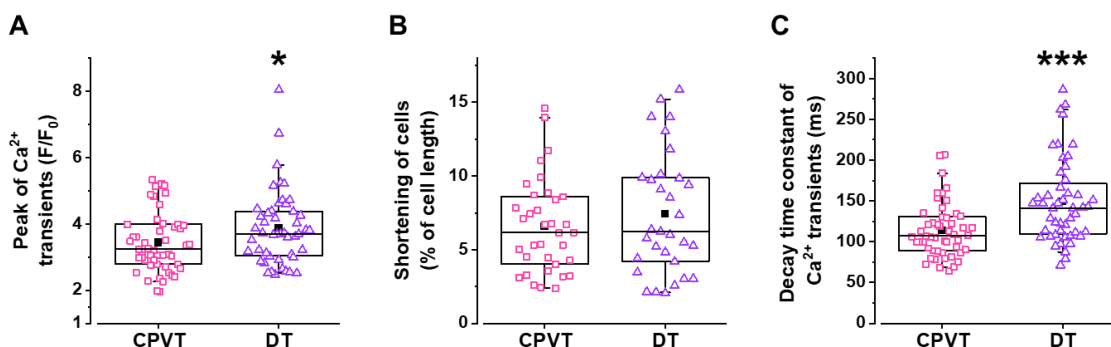 A
Peak of Ca²⁺
transients (F/F₀)
8
6
4
2
1
*
CPVT
DT
B
Shortening of cells
(% of cell length)
15
10
5
0
CPVT
DT
C
Decay time constant of
Ca²⁺ transients (ms)
300
250
200
150
100
50
0
***
CPVT
DT